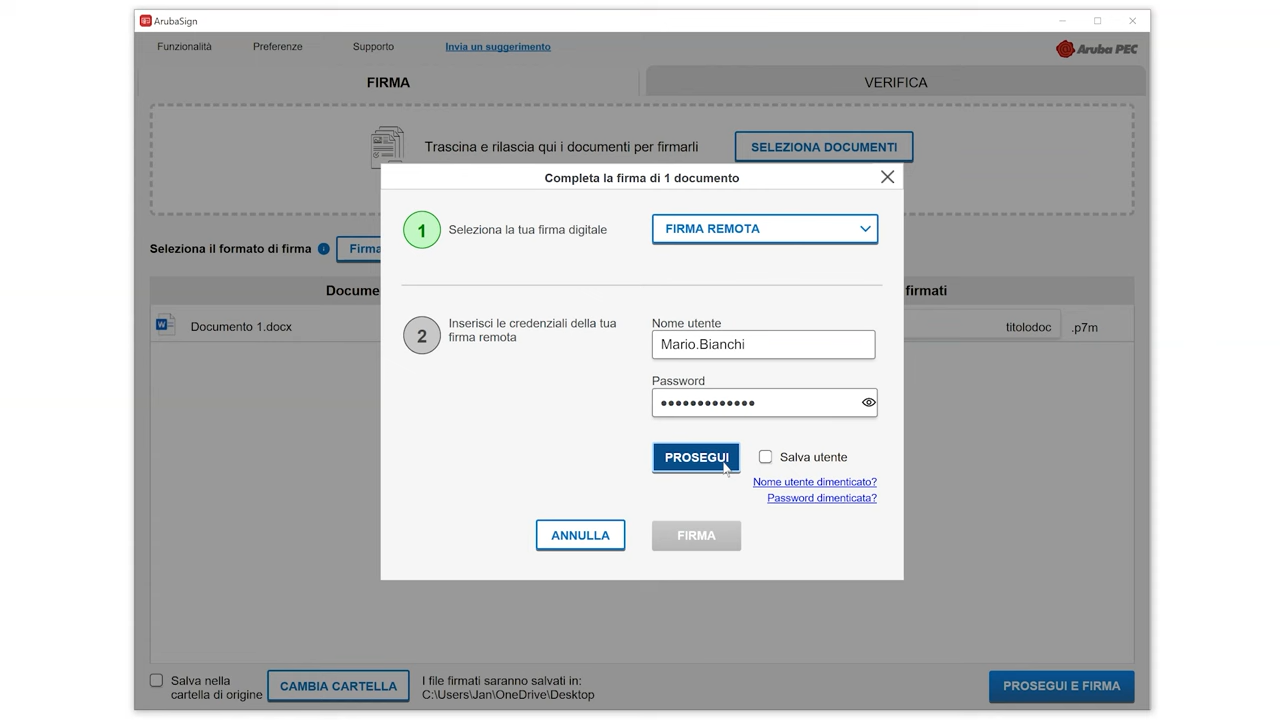 ArubaSign
Funzionalità Preferenze Supporto Invia un suggerimento
Aruba PEC
FIRMA VERIFICA
Trascina e rilascia qui i documenti per firmarli SELEZIONA DOCUMENTI
Seleziona il formato di firma Firma
Docume firmati
Documento 1.docx titolodoc .p7m
Completa la firma di 1 documento
1 Seleziona la tua firma digitale FIRMA REMOTA
2 Inserisci le credenziali della tua
firma remota
Nome utente
Mario.Bianchi
Password
•••••••••••••
PROSEGUI Salva utente
Nome utente dimenticato?
Password dimenticata?
ANNULLA FIRMA
Salva nella
cartella di origine
CAMBIA CARTELLA
I file firmati saranno salvati in:
C:\Users\Jan\OneDrive\Desktop
PROSEGUI E FIRMA